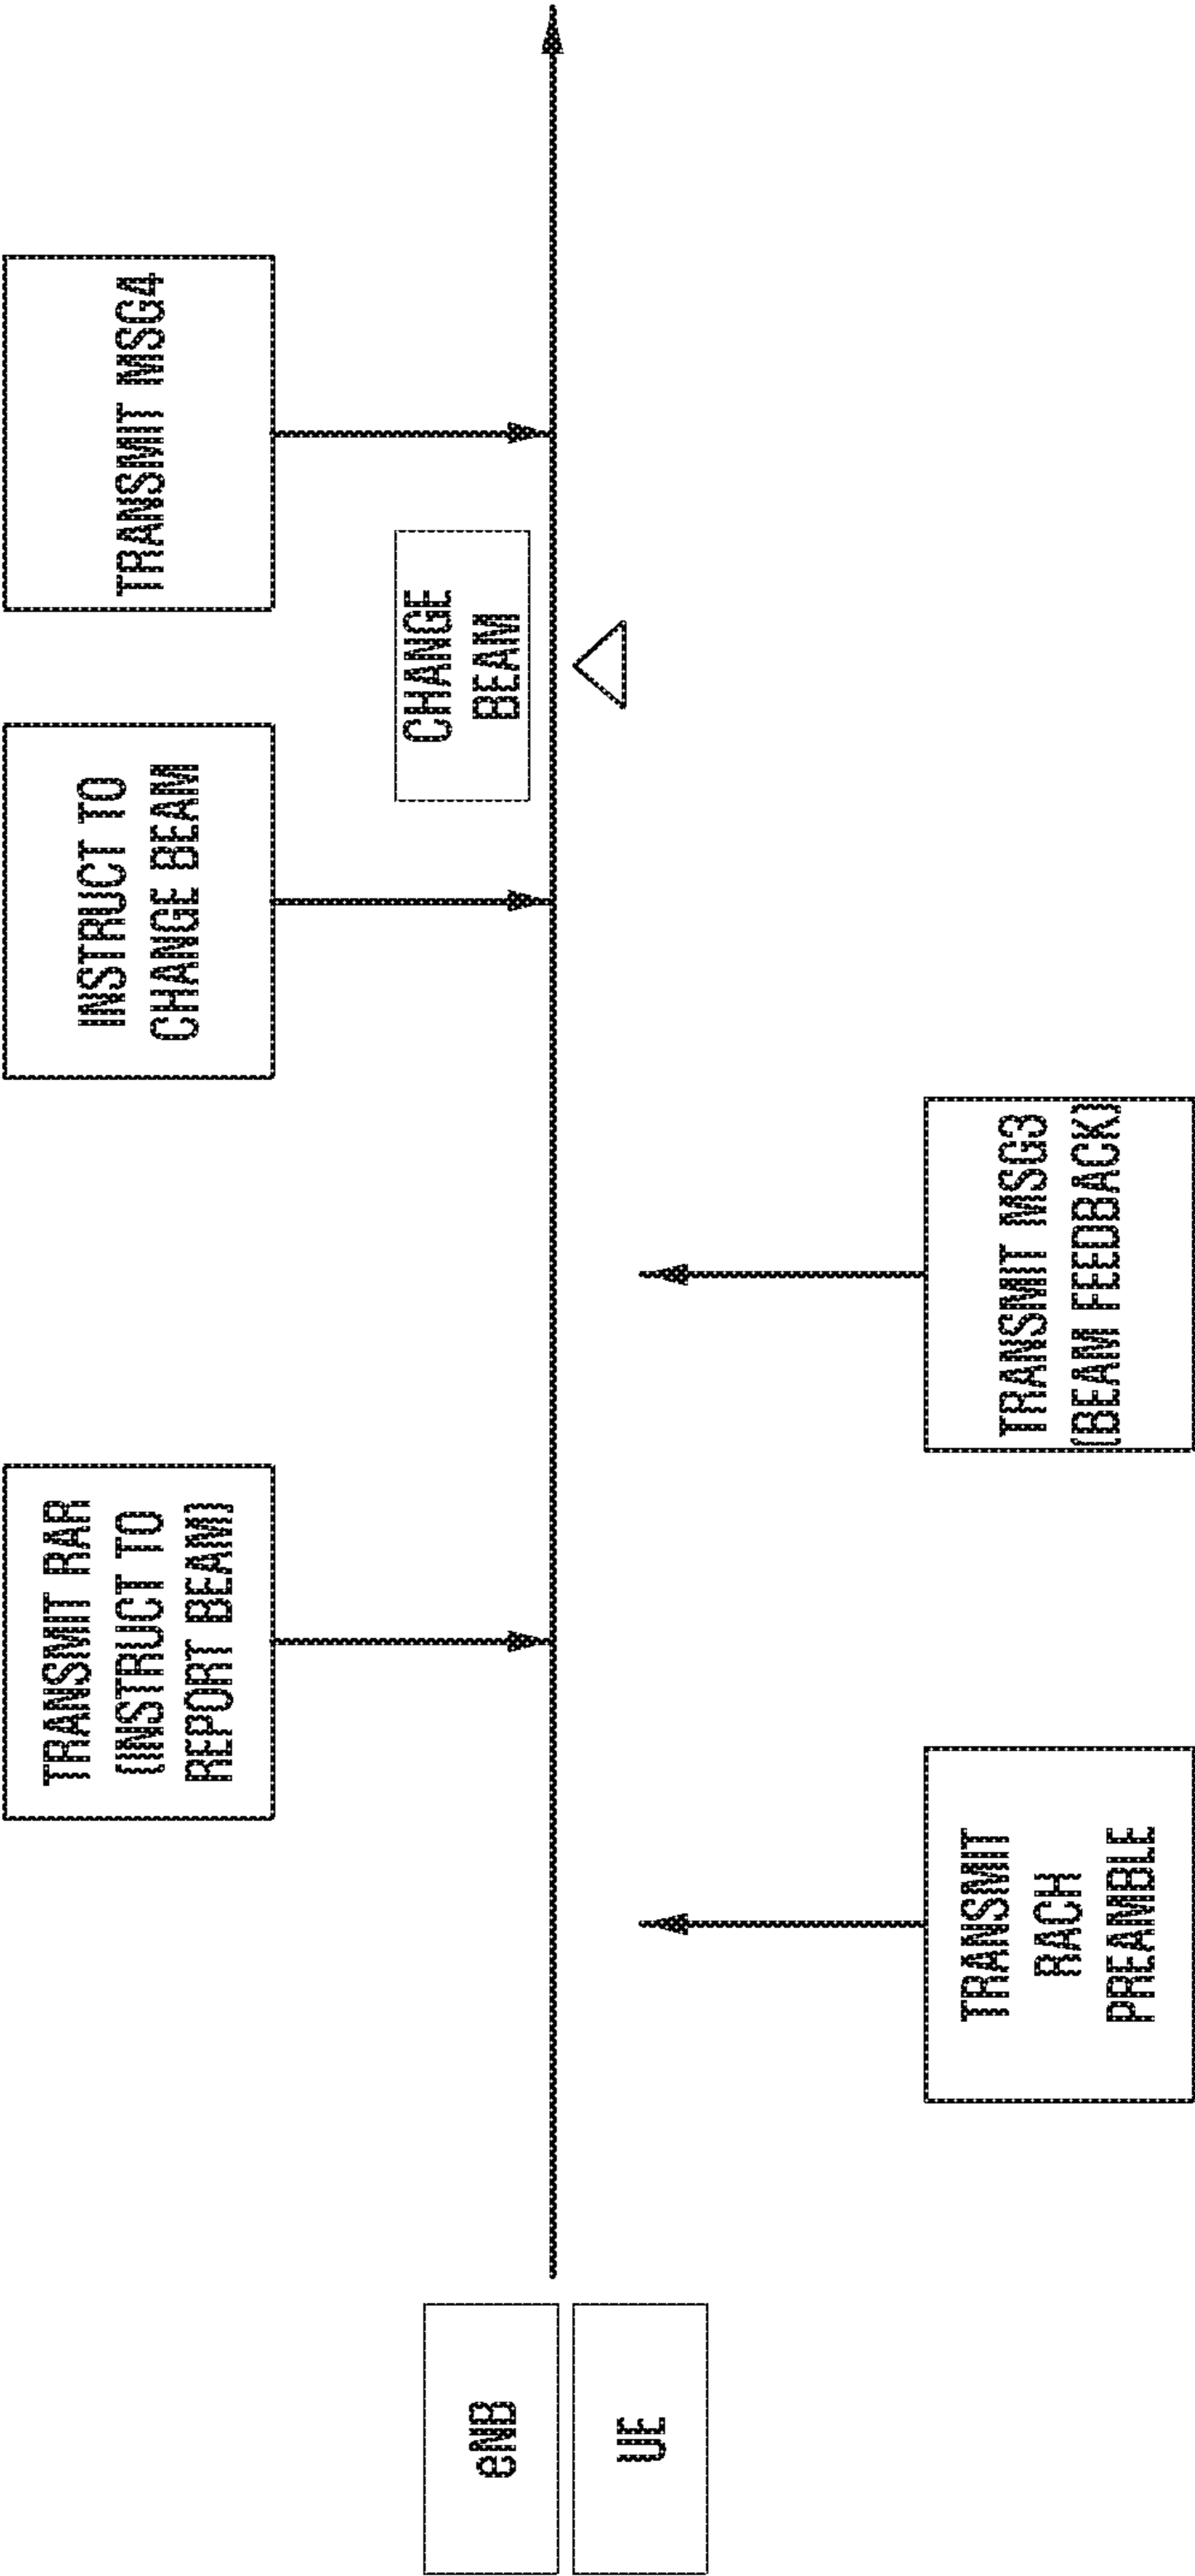 TRANSMIT RAR
(INSTRUCT TO
REPORT BEAM)
INSTRUCT TO
CHANGE BEAM
TRANSMIT MSG4
CHANGE
BEAM
eNB
UE
TRANSMIT
RACH
PREAMBLE
TRANSMIT MSG3
(BEAM FEEDBACK)